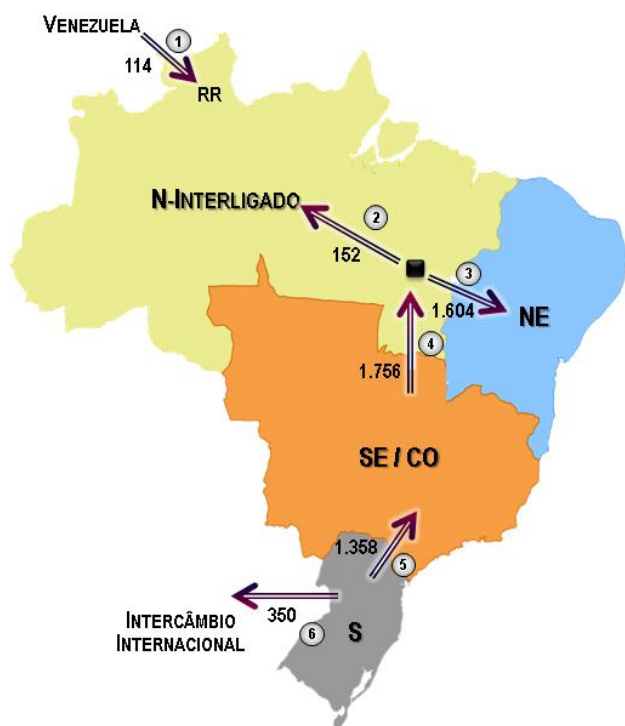 VENEZUELA
1
114
RR
N-INTERLIGADO
2
152
3
1.604
NE
4
1.756
SE / CO
1.358
5
350
INTERCÂMBIO
INTERNACIONAL
6
S